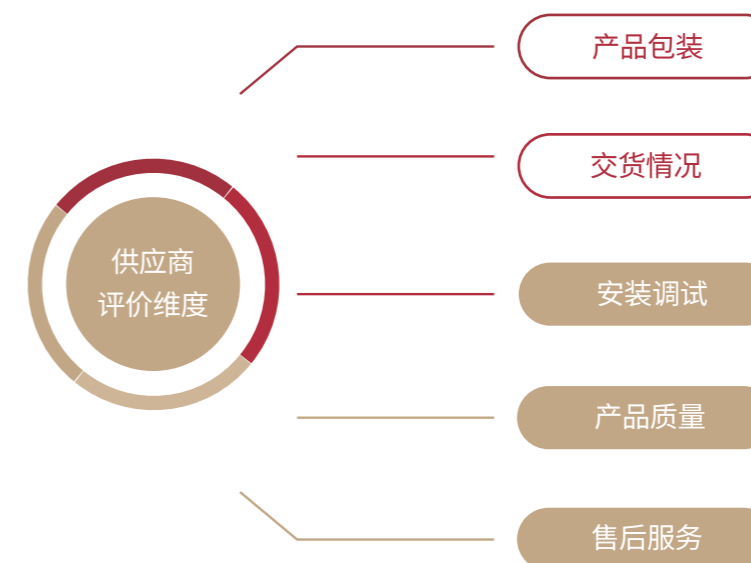 产品包装
交货情况
供应商
评价维度
安装调试
产品质量
售后服务